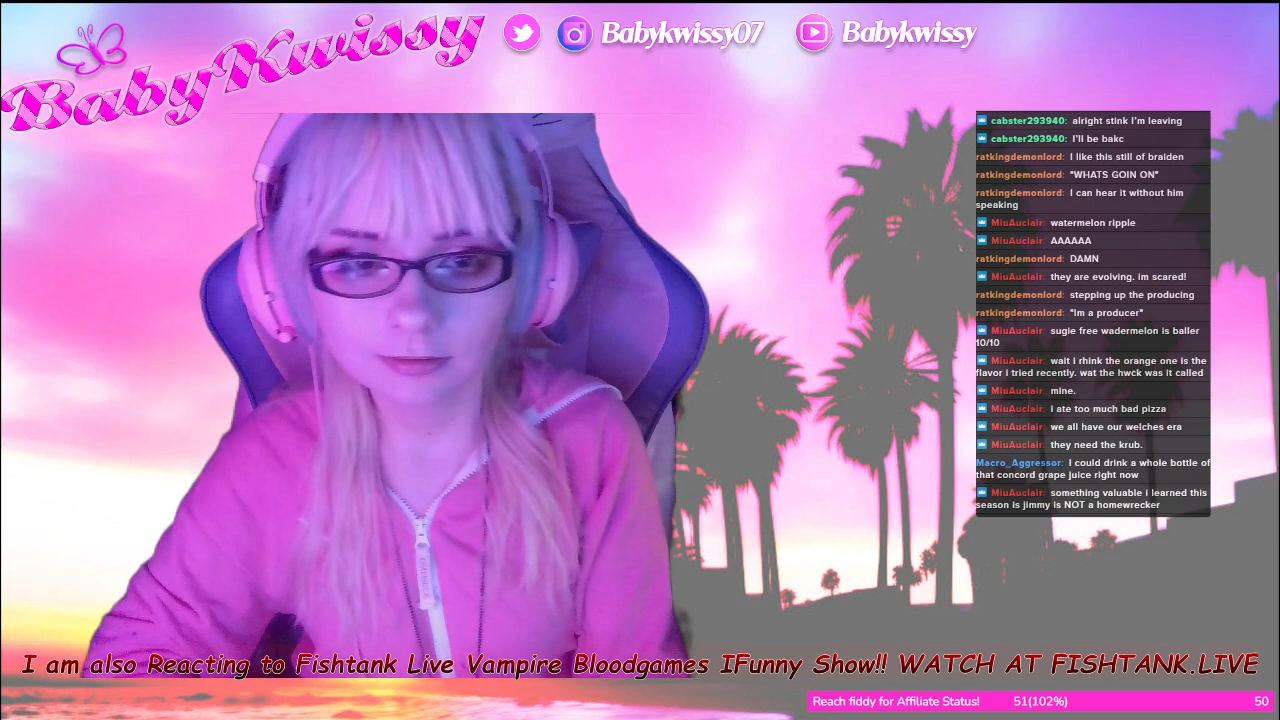 BabyKwissy
Babykwissy07
Babykwissy
cabster293940: alright stink I'm leaving
cabster293940: I'll be bakc
ratkingdemonlord: I like this still of braiden
ratkingdemonlord: "WHATS GOIN ON"
ratkingdemonlord: I can hear it without him
speaking
MiuAuclair: watermelon ripple
MiuAuclair: AAAAAA
ratkingdemonlord: DAMN
MiuAuclair: they are evolving. im scared!
ratkingdemonlord: stepping up the producing
ratkingdemonlord: "Im a producer"
MiuAuclair: sugie free wadermelon is baller
10/10
MiuAuclair: wait i rhink the orange one is the
flavor i tried recently. wat the hwck was it called
MiuAuclair: mine.
MiuAuclair: i ate too much bad pizza
MiuAuclair: we all have our welches era
MiuAuclair: they need the krub.
Macro_Aggressor: I could drink a whole bottle of
that concord grape juice right now
MiuAuclair: something valuable i learned this
season is jimmy is NOT a homewrecker
I am also Reacting to Fishtank Live Vampire Bloodgames IFunny Show!! WATCH AT FISHTANK.LIVE
Reach fiddy for Affiliate Status! 51(102%) 50